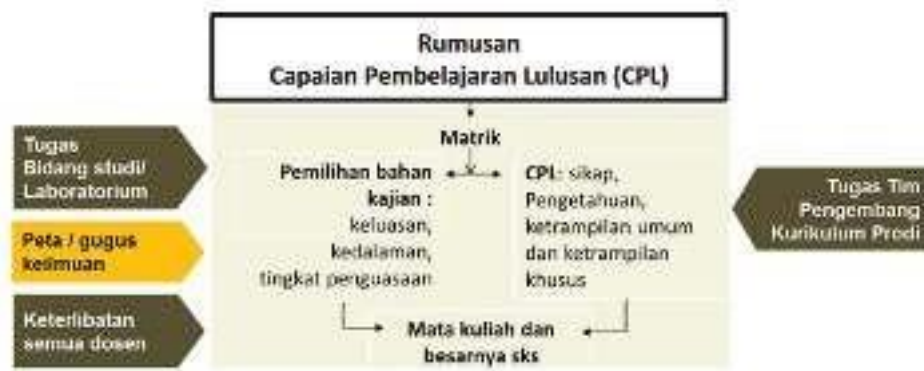 Rumusan
Capaian Pembelajaran Lulusan (CPL)
Matrik
Tugas
Bidang studi/
Laboratorium
Peta / gugus
keilmuan
Keterlibatan
semua dosen
Pemilihan bahan
kajian :
keluasan,
kedalaman,
tingkat penguasaan
CPL: sikap,
Pengetahuan,
ketrampilan umum
dan ketrampilan
khusus
Tugas Tim
Pengembang
Kurikulum Prodi
Mata kuliah dan
besarnya sks